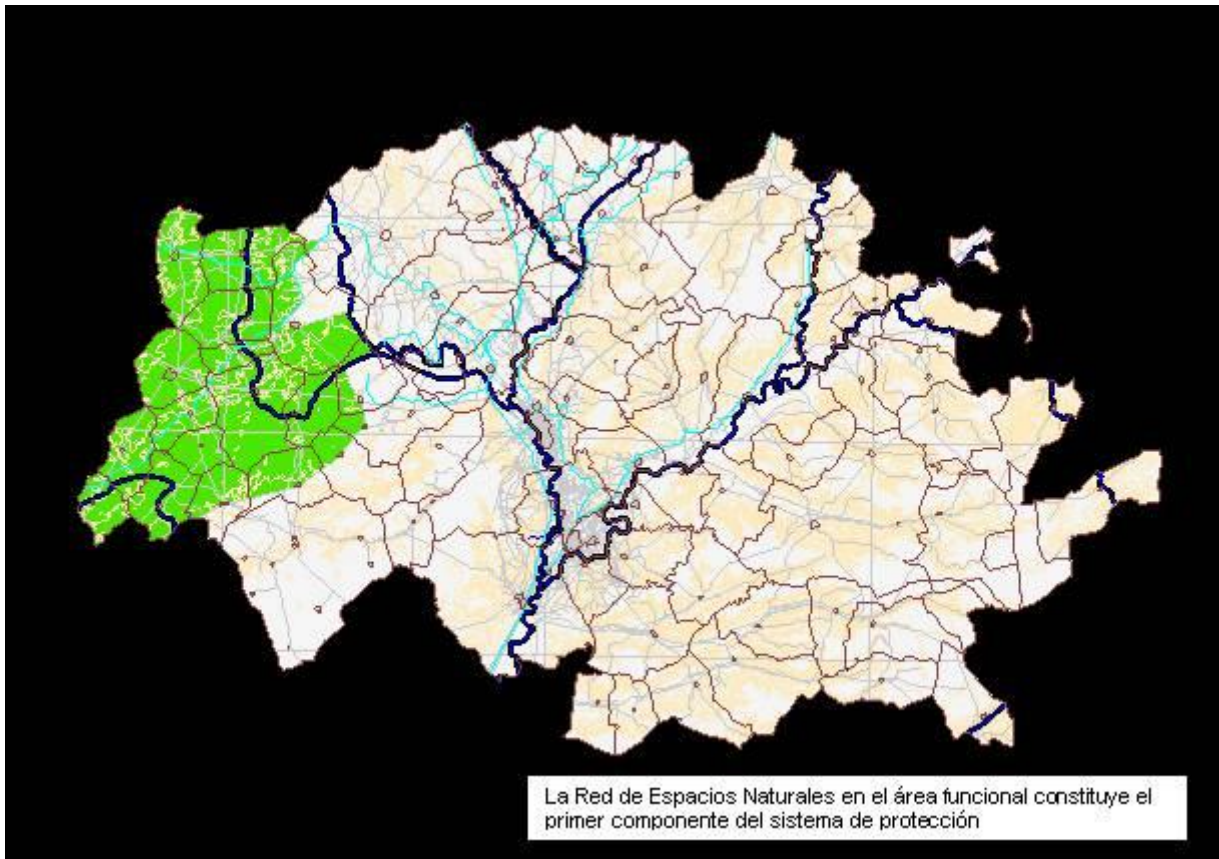 La Red de Espacios Naturales en el área funcional constituye el
primer componente del sistema de protección